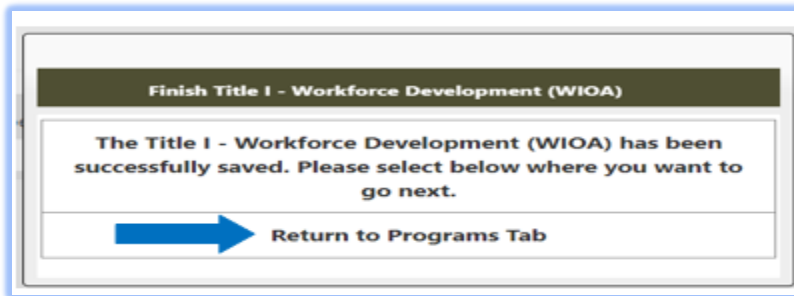 Finish Title I - Workforce Development (WIOA)
The Title I - Workforce Development (WIOA) has been
successfully saved. Please select below where you want to
go next.
Return to Programs Tab